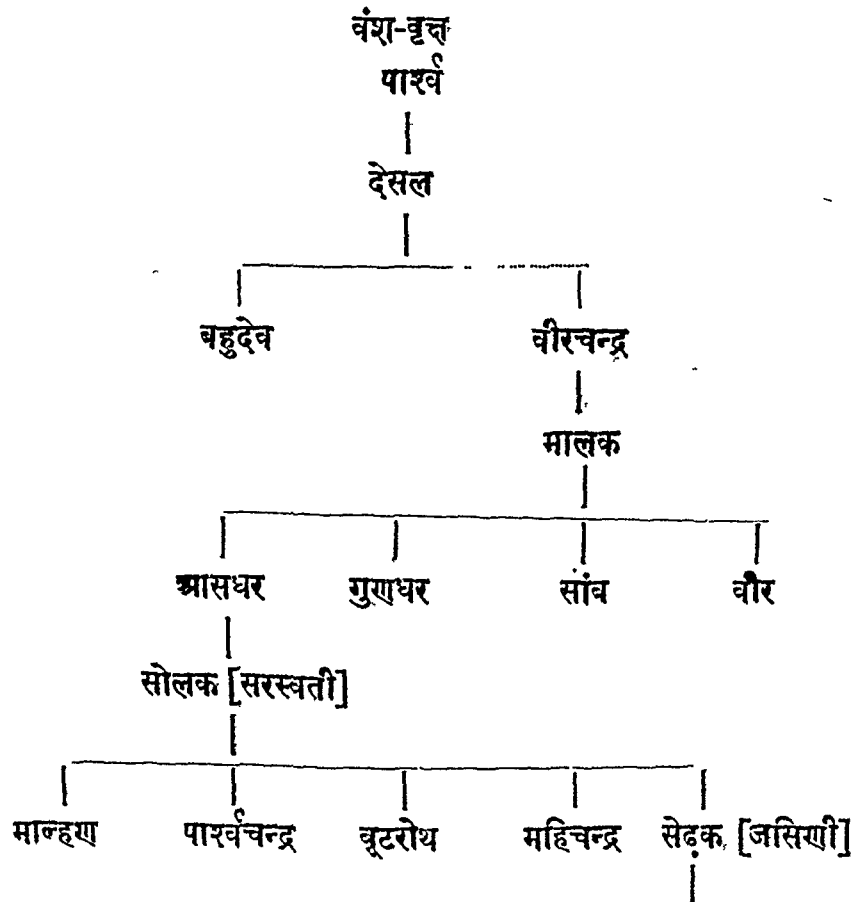 वंश-वृक्ष
पार्श्व
देसल
बहुदेव वीरचन्द्र
मालक
आसधर गुणधर सांव वीर
सोलक [सरस्वती]
मान्हण पार्श्वचन्द्र वूटरोथ महिचन्द्र सेढ़क [जसिणी]